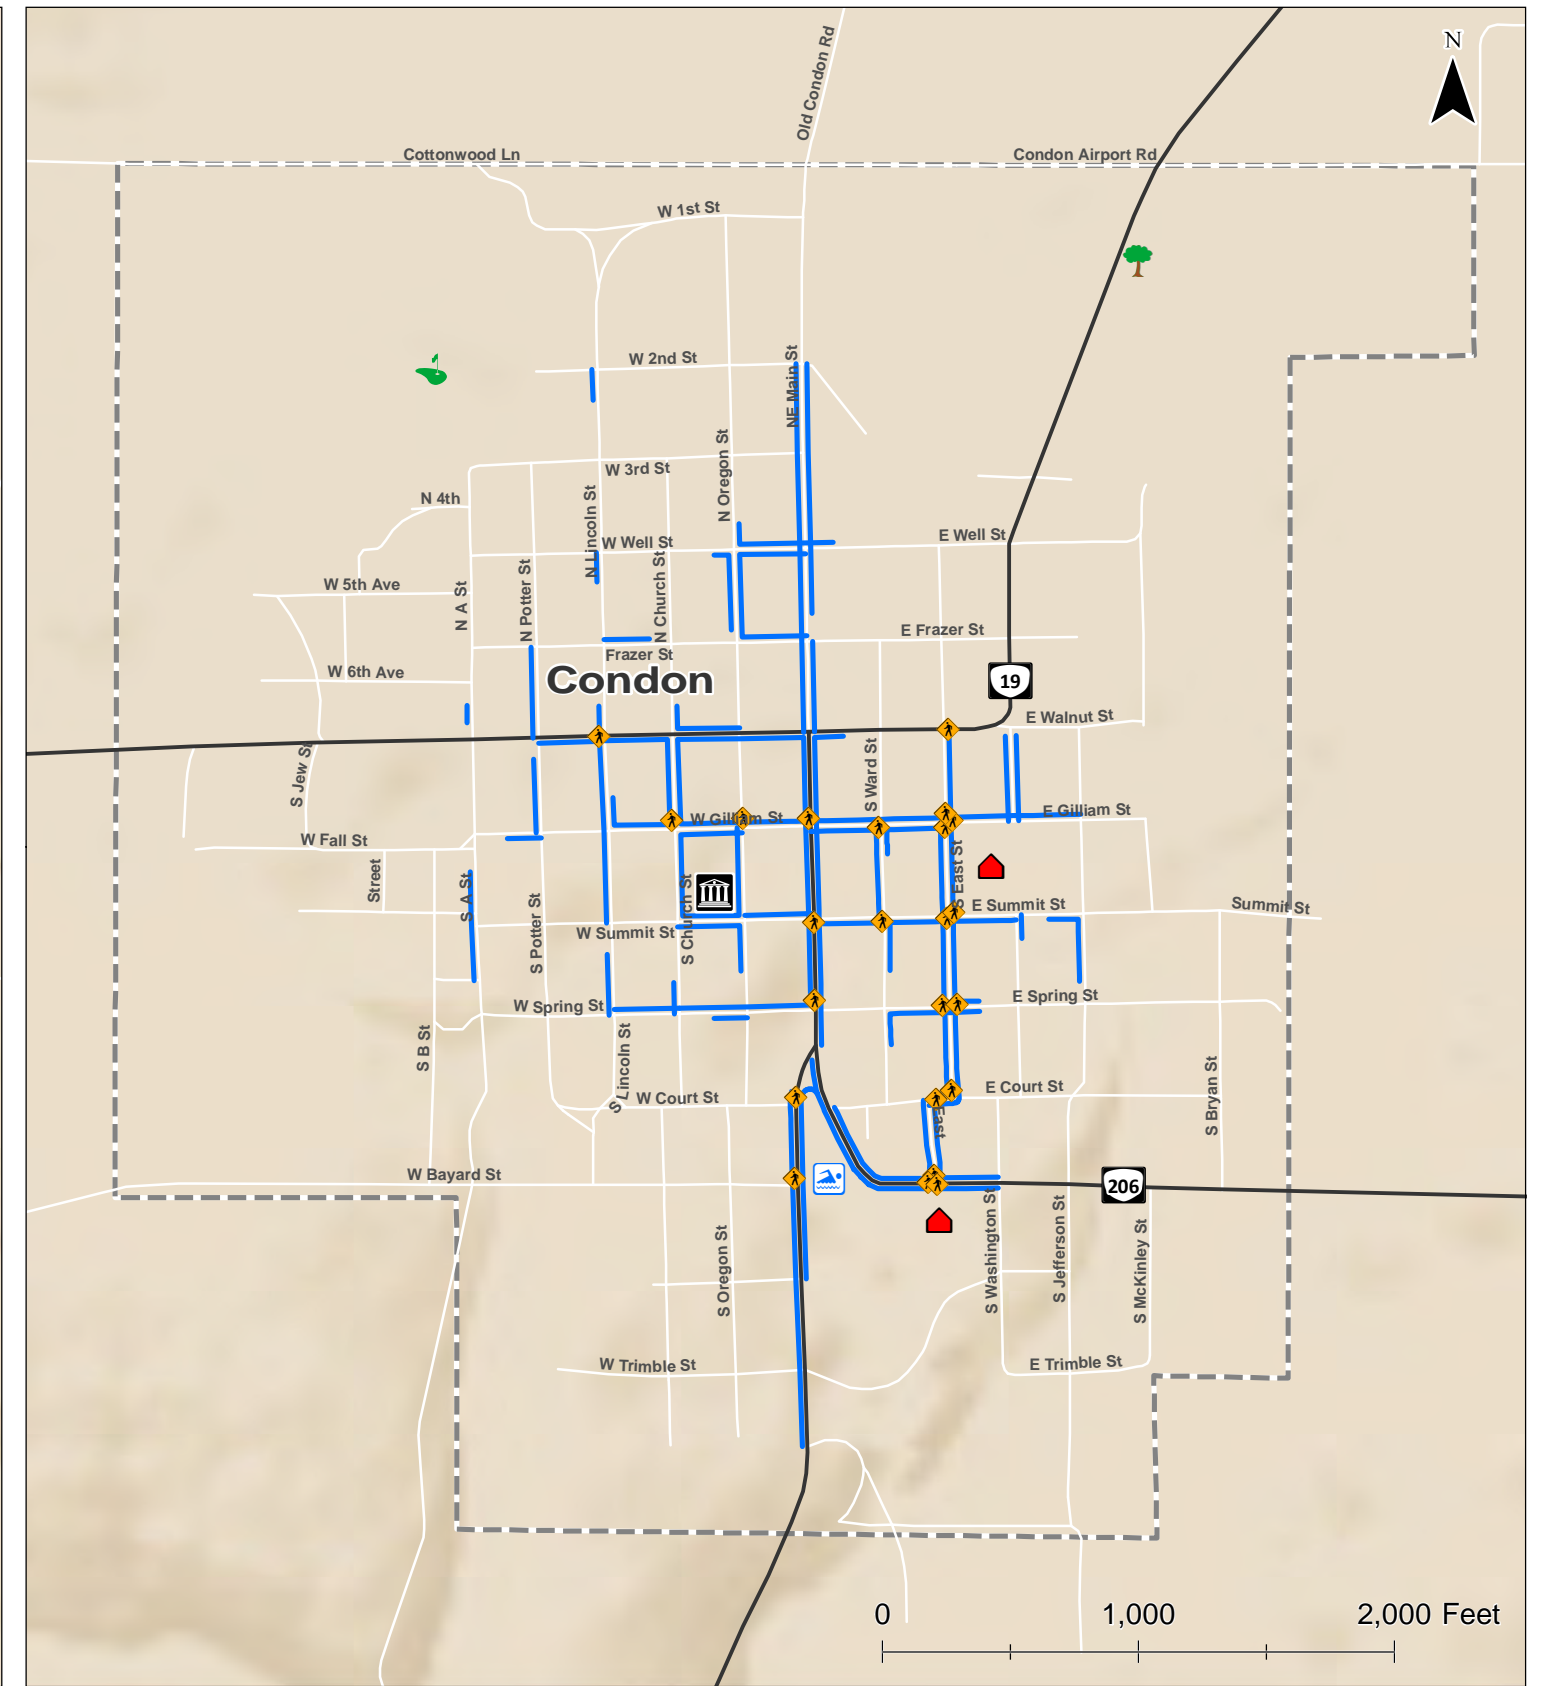 Old Condon Rd
N
Cottonwood Ln
Condon Airport Rd
W 1st St
W 2nd St
NE Main St
N Oregon St
W 3rd St
N Lincoln St
N 4th
W Well St
E Well St
N Church St
N Potter St
W 5th Ave
N A St
E Frazer St
Frazer St
W 6th Ave
Condon
19
E Walnut St
S Jew St
S Ward St
W Gilliam St
E Gilliam St
W Fall St
Street
S A St
S East St
E Summit St
Summit St
S Church St
W Summit St
S Potter St
W Spring St
E Spring St
S B St
S Lincoln St
W Court St
E Court St
S Bryan St
East
W Bayard St
206
S Oregon St
S Washington St
S Jefferson St
S McKinley St
W Trimble St
E Trimble St
0 1,000 2,000 Feet